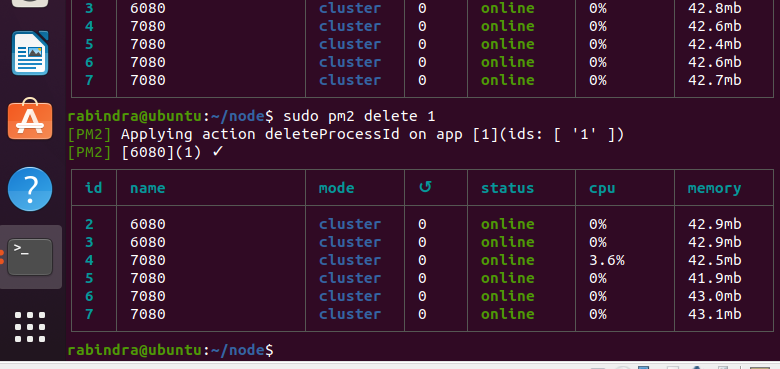 3 6080 cluster 0 online 0% 42.8mb
4 7080 cluster 0 online 0% 42.6mb
5 7080 cluster 0 online 0% 42.4mb
6 7080 cluster 0 online 0% 42.6mb
7 7080 cluster 0 online 0% 42.7mb
rabindra@ubuntu:~/node$ sudo pm2 delete 1
[PM2] Applying action deleteProcessId on app [1](ids: [ '1' ])
[PM2] [6080](1) ✓
id name mode ↺ status cpu memory
2 6080 cluster 0 online 0% 42.9mb
3 6080 cluster 0 online 0% 42.9mb
4 7080 cluster 0 online 3.6% 42.5mb
5 7080 cluster 0 online 0% 41.9mb
6 7080 cluster 0 online 0% 43.0mb
7 7080 cluster 0 online 0% 43.1mb
rabindra@ubuntu:~/node$